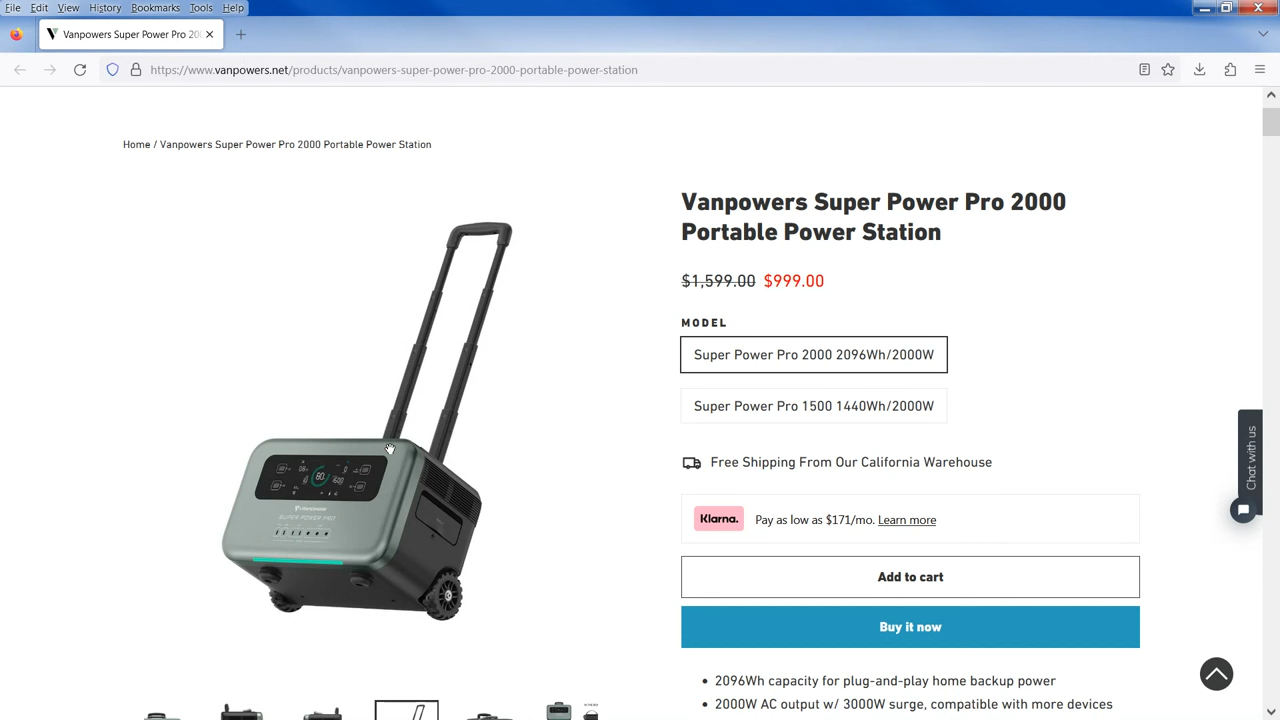 File Edit View History Bookmarks Tools Help
Vanpowers Super Power Pro 20
https://www.vanpowers.net/products/vanpowers-super-power-pro-2000-portable-power-station
Home / Vanpowers Super Power Pro 2000 Portable Power Station
Vanpowers Super Power Pro 2000
Portable Power Station
$1,599.00 $999.00
MODEL
Super Power Pro 2000 2096Wh/2000W
Super Power Pro 1500 1440Wh/2000W
Free Shipping From Our California Warehouse
Klarna. Pay as low as $171/mo. Learn more
Add to cart
Buy it now
• 2096Wh capacity for plug-and-play home backup power
• 2000W AC output w/ 3000W surge, compatible with more devices
Chat with us
80
SUPER POWER PRO